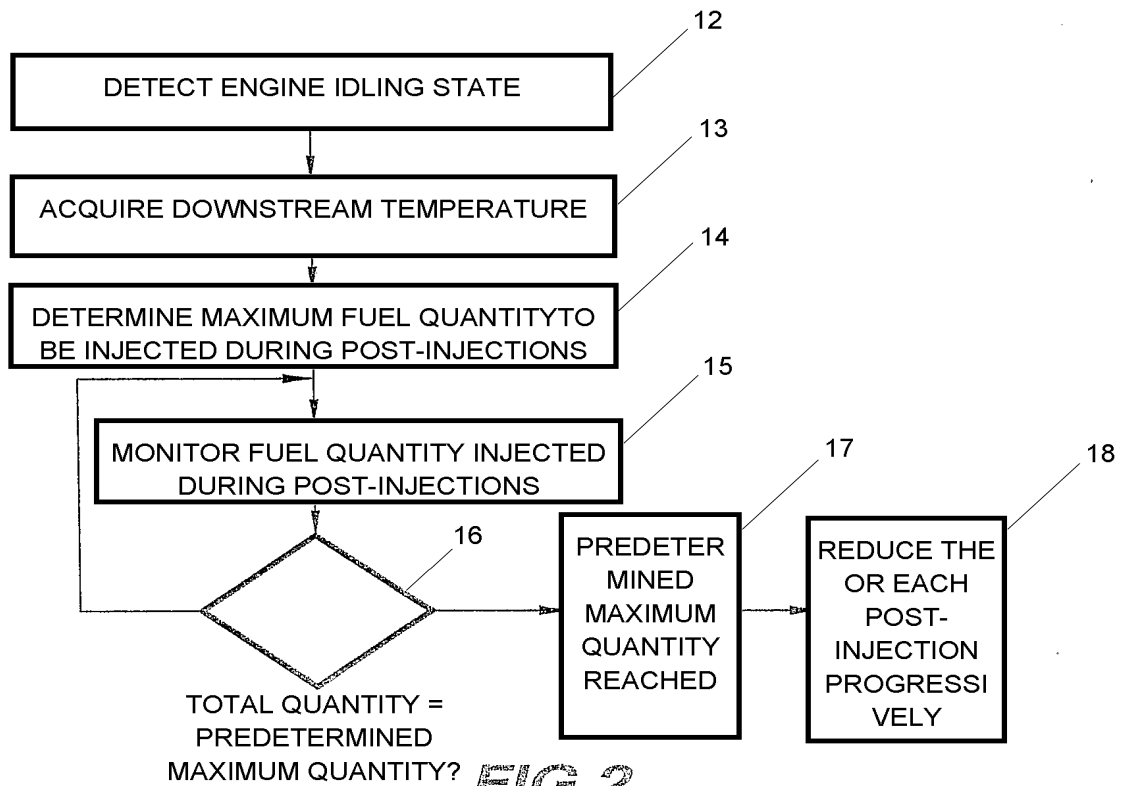 12
DETECT ENGINE IDLING STATE
13
ACQUIRE DOWNSTREAM TEMPERATURE
14
DETERMINE MAXIMUM FUEL QUANTITYTO
BE INJECTED DURING POST-INJECTIONS
15
MONITOR FUEL QUANTITY INJECTED
DURING POST-INJECTIONS
16
TOTAL QUANTITY =
PREDETERMINED
MAXIMUM QUANTITY?
17
PREDETER
MINED
MAXIMUM
QUANTITY
REACHED
18
REDUCE THE
OR EACH
POST-
INJECTION
PROGRESSI
VELY
FIG.2